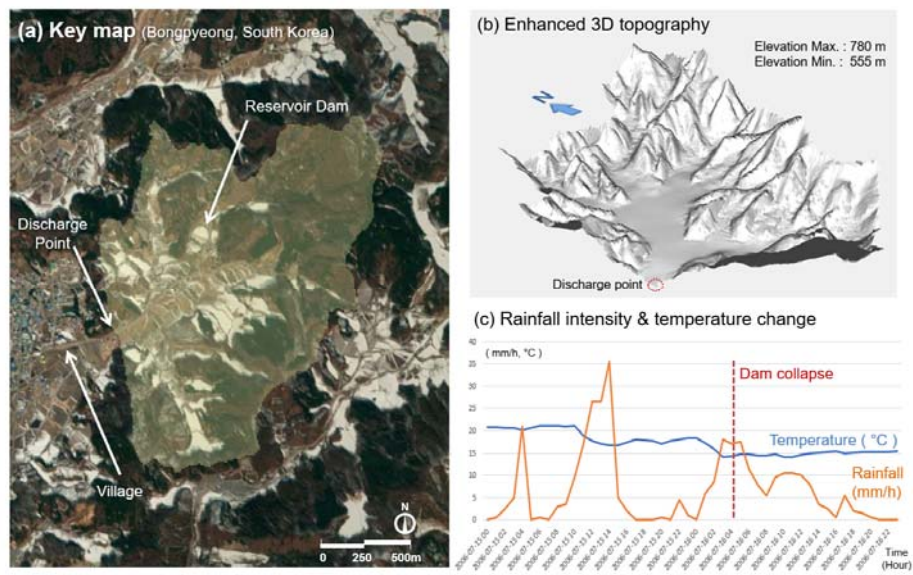 (a) Key map (Bongpyeong, South Korea)
Reservoir Dam
Discharge
Point
Village
N
0 250 500m
(b) Enhanced 3D topography
Elevation Max. : 780 m
Elevation Min. : 555 m
N
Discharge point
(c) Rainfall intensity & temperature change
( mm/h, °C )
40
35
30
25
20
15
10
5
0
Dam collapse
Temperature ( °C )
Rainfall
(mm/h)
Time
(Hour)